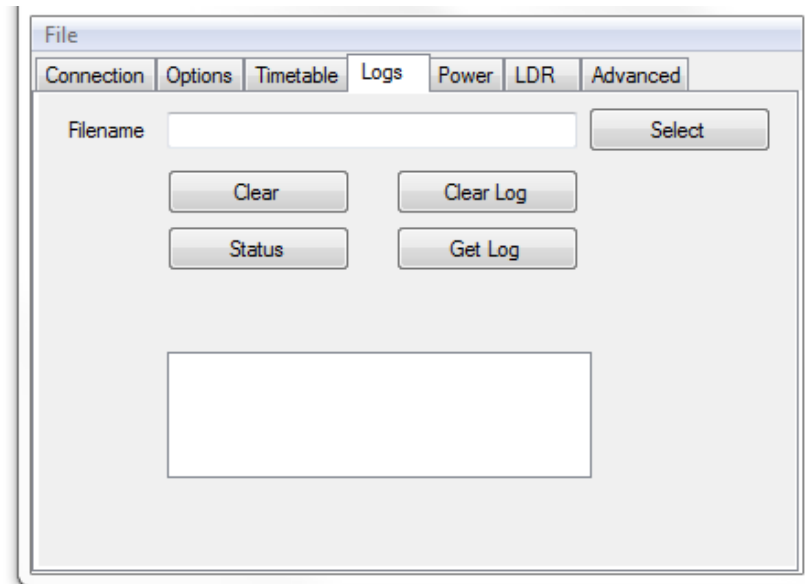 File
Connection Options Timetable Logs Power LDR Advanced
Filename Select
Clear Clear Log
Status Get Log